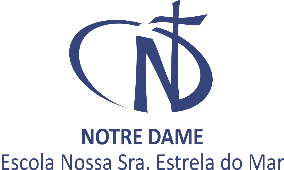 N
NOTRE DAME
Escola Nossa Sra. Estrela do Mar